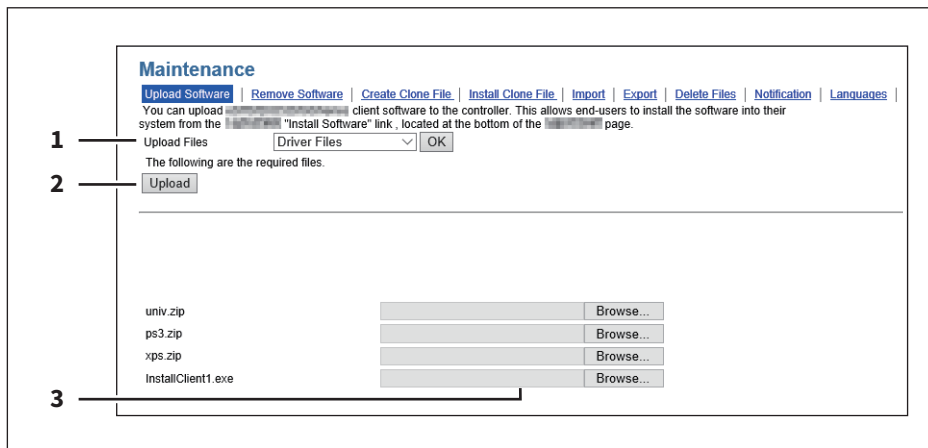 Maintenance
Upload Software | Remove Software | Create Clone File | Install Clone File | Import | Export | Delete Files | Notification | Languages |
You can upload client software to the controller. This allows end-users to install the software into their
system from the "Install Software" link , located at the bottom of the page.
1 Upload Files Driver Files OK
The following are the required files.
2 Upload
univ.zip Browse...
ps3.zip Browse...
xps.zip Browse...
InstallClient1.exe Browse...
3